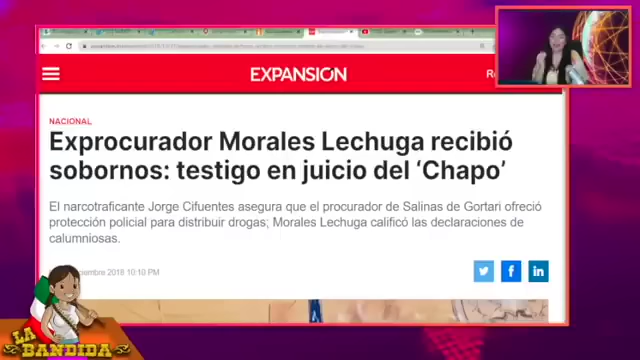 EXPANSIÓN
NACIONAL
Exprocurador Morales Lechuga recibió
sobornos: testigo en juicio del ‘Chapo’
El narcotraficante Jorge Cifuentes asegura que el procurador de Salinas de Gortari ofreció
protección policial para distribuir drogas; Morales Lechuga calificó las declaraciones de
calumniosas.
2018 10:10 PM
LA
BANDIDA